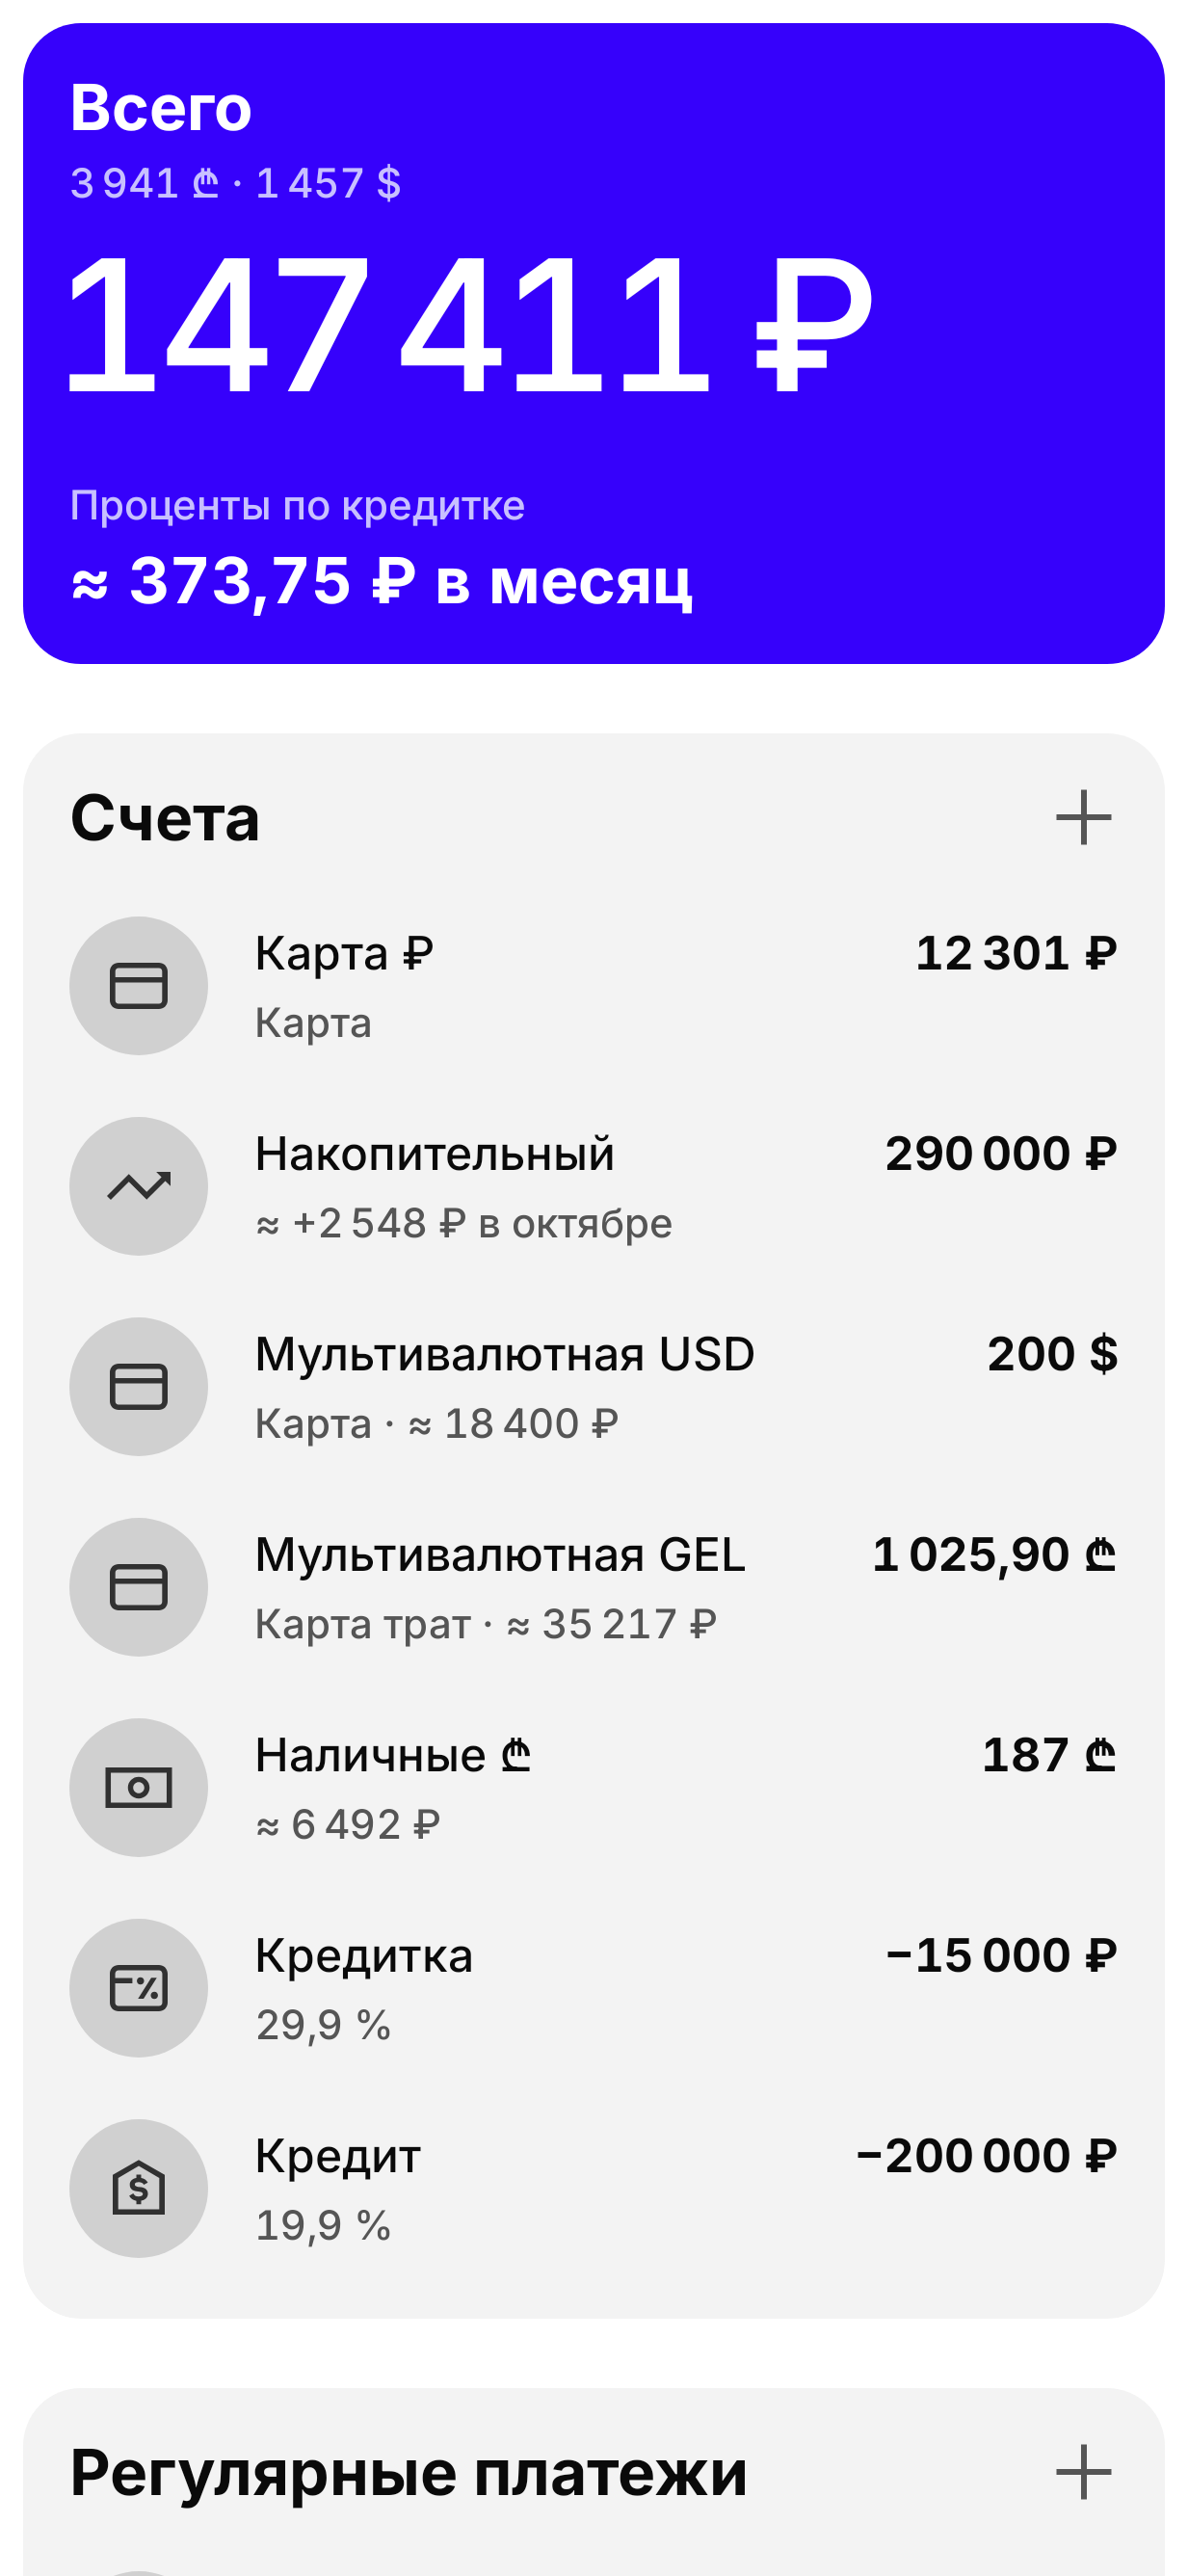 Всего
3 941 ₾ · 1 457 $
147 411 ₽
Проценты по кредитке
≈ 373,75 ₽ в месяц
Счета
Карта ₽ 12 301 ₽
Карта
Накопительный 290 000 ₽
≈ +2 548 ₽ в октябре
Мультивалютная USD 200 $
Карта · ≈ 18 400 ₽
Мультивалютная GEL 1 025,90 ₾
Карта трат · ≈ 35 217 ₽
Наличные ₾ 187 ₾
≈ 6 492 ₽
Кредитка −15 000 ₽
29,9 %
Кредит −200 000 ₽
19,9 %
Регулярные платежи